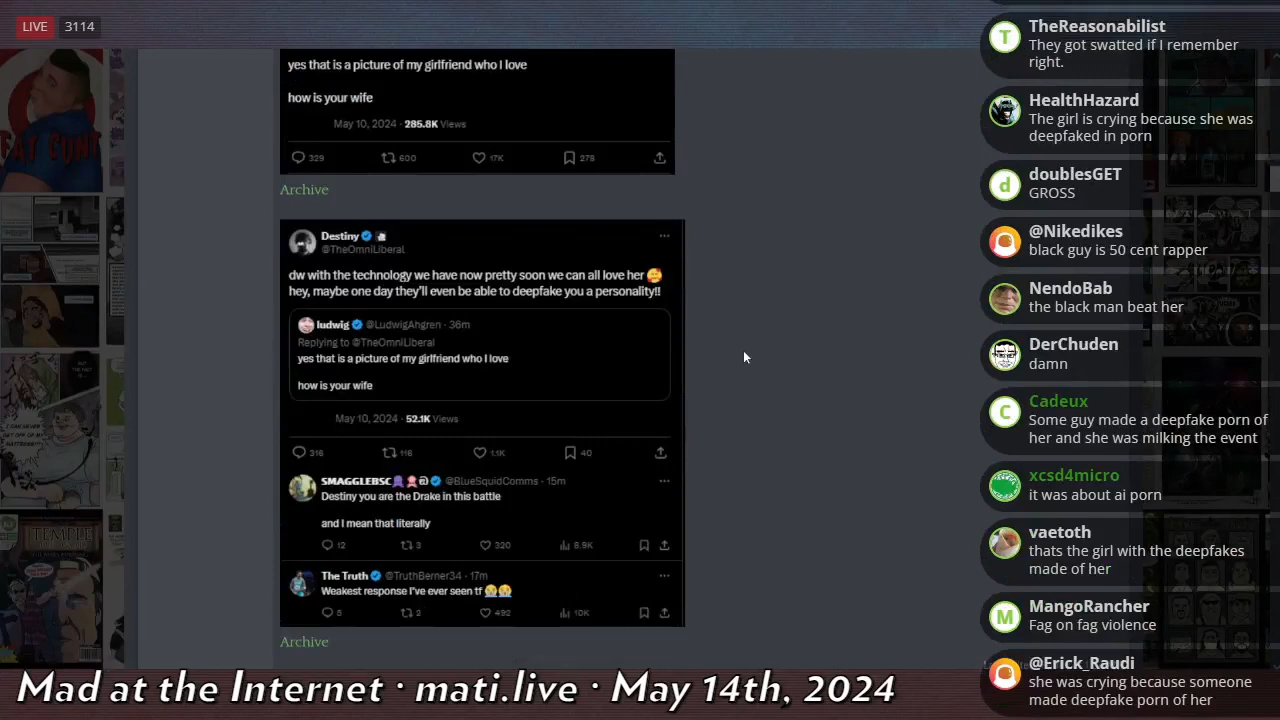 LIVE 3114
yes that is a picture of my girlfriend who I love
how is your wife
May 10, 2024 · 285.8K Views
329 600 17K 278
Archive
Destiny
@TheOmniLiberal
dw with the technology we have now pretty soon we can all love her 🥰
hey, maybe one day they'll even be able to deepfake you a personality!!
ludwig @LudwigAhgren · 36m
Replying to @TheOmniLiberal
yes that is a picture of my girlfriend who I love
how is your wife
May 10, 2024 · 52.1K Views
316 116 1.1K 40
SMAGGLEBSC @BlueSquidComms · 15m
Destiny you are the Drake in this battle
and I mean that literally
12 3 320 8.9K
The Truth @TruthBerner34 · 17m
Weakest response I've ever seen tf 😭😭
5 2 492 10K
Archive
TheReasonabilist
They got swatted if I remember
right.
HealthHazard
The girl is crying because she was
deepfaked in porn
doublesGET
GROSS
@Nikedikes
black guy is 50 cent rapper
NendoBab
the black man beat her
DerChuden
damn
Cadeux
Some guy made a deepfake porn of
her and she was milking the event
xcsd4micro
it was about ai porn
vaetoth
thats the girl with the deepfakes
made of her
MangoRancher
Fag on fag violence
@Erick_Raudi
she was crying because someone
made deepfake porn of her
Mad at the Internet · mati.live · May 14th, 2024